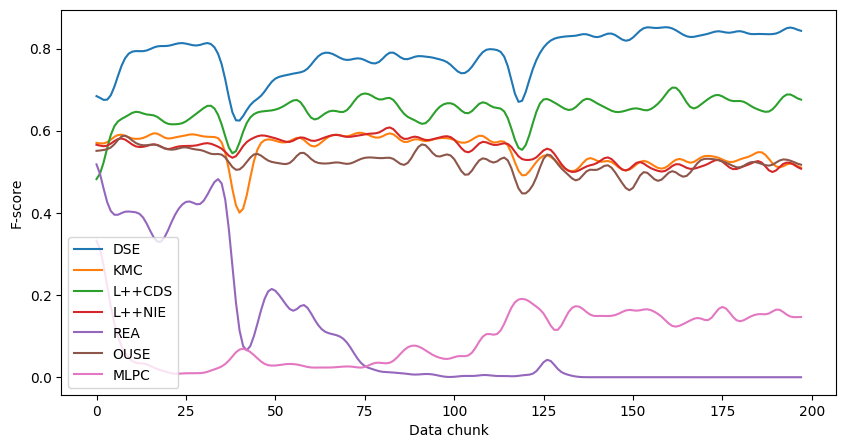 0.8
0.6
0.4
0.2
0.0
F-score
DSE
KMC
L++CDS
L++NIE
REA
OUSE
MLPC
0 25 50 75 100 125 150 175 200
Data chunk